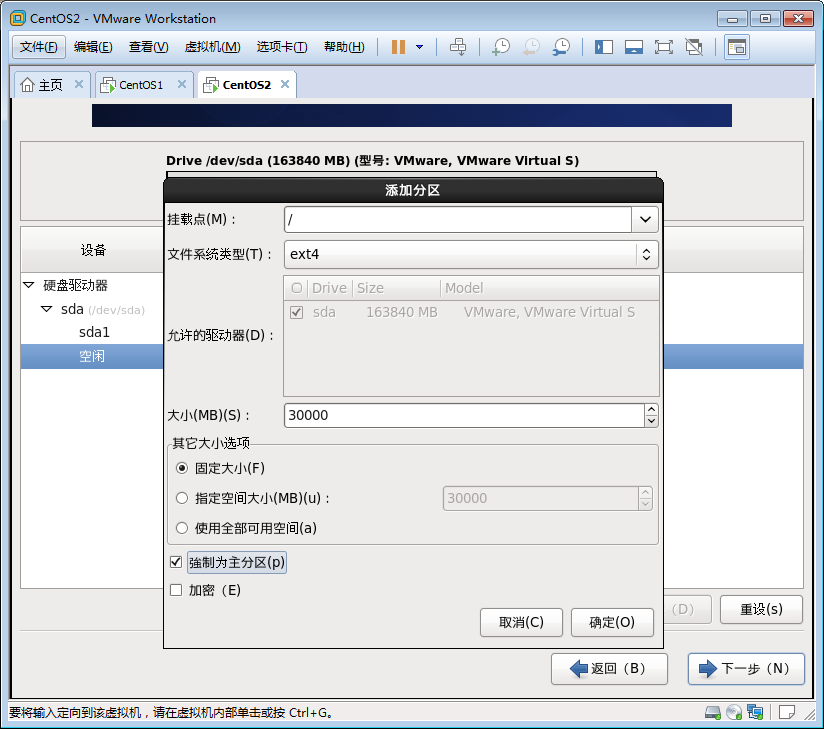 CentOS2 - VMware Workstation
文件(F) 编辑(E) 查看(V) 虚拟机(M) 选项卡(T) 帮助(H)
主页 CentOS1 CentOS2
Drive /dev/sda (163840 MB) (型号: VMware, VMware Virtual S)
添加分区
挂载点(M)： /
文件系统类型(T)： ext4
Drive Size Model
sda 163840 MB VMware, VMware Virtual S
允许的驱动器(D)：
大小(MB)(S)： 30000
其它大小选项
固定大小(F)
指定空间大小(MB)(u)： 30000
使用全部可用空间(a)
強制为主分区(p)
加密（E)
取消(C) 确定(O)
设备
硬盘驱动器
sda (/dev/sda)
sda1
空闲
(D) 重设(s)
返回（B） 下一步（N）
要将输入定向到该虚拟机，请在虚拟机内部单击或按 Ctrl+G。